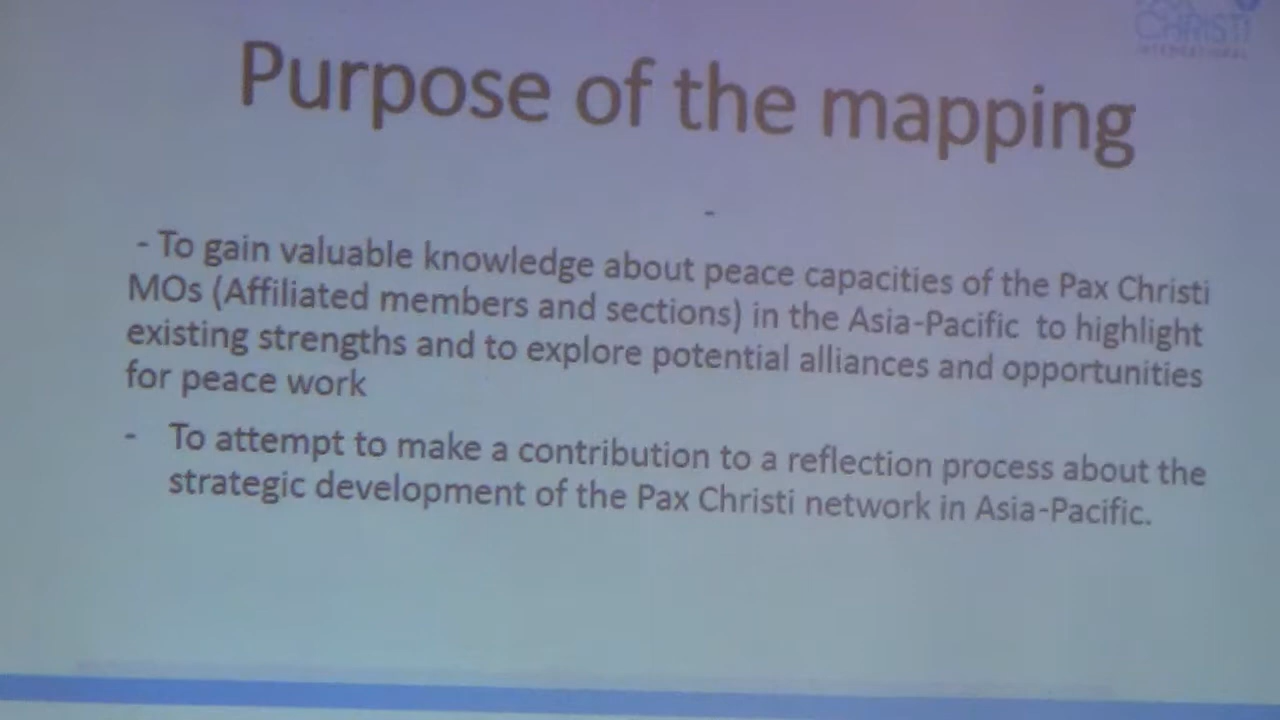 CHRISTI
INTERNATIONAL
Purpose of the mapping
-
- To gain valuable knowledge about peace capacities of the Pax Christi
MOs (Affiliated members and sections) in the Asia-Pacific to highlight
existing strengths and to explore potential alliances and opportunities
for peace work
- To attempt to make a contribution to a reflection process about the
strategic development of the Pax Christi network in Asia-Pacific.